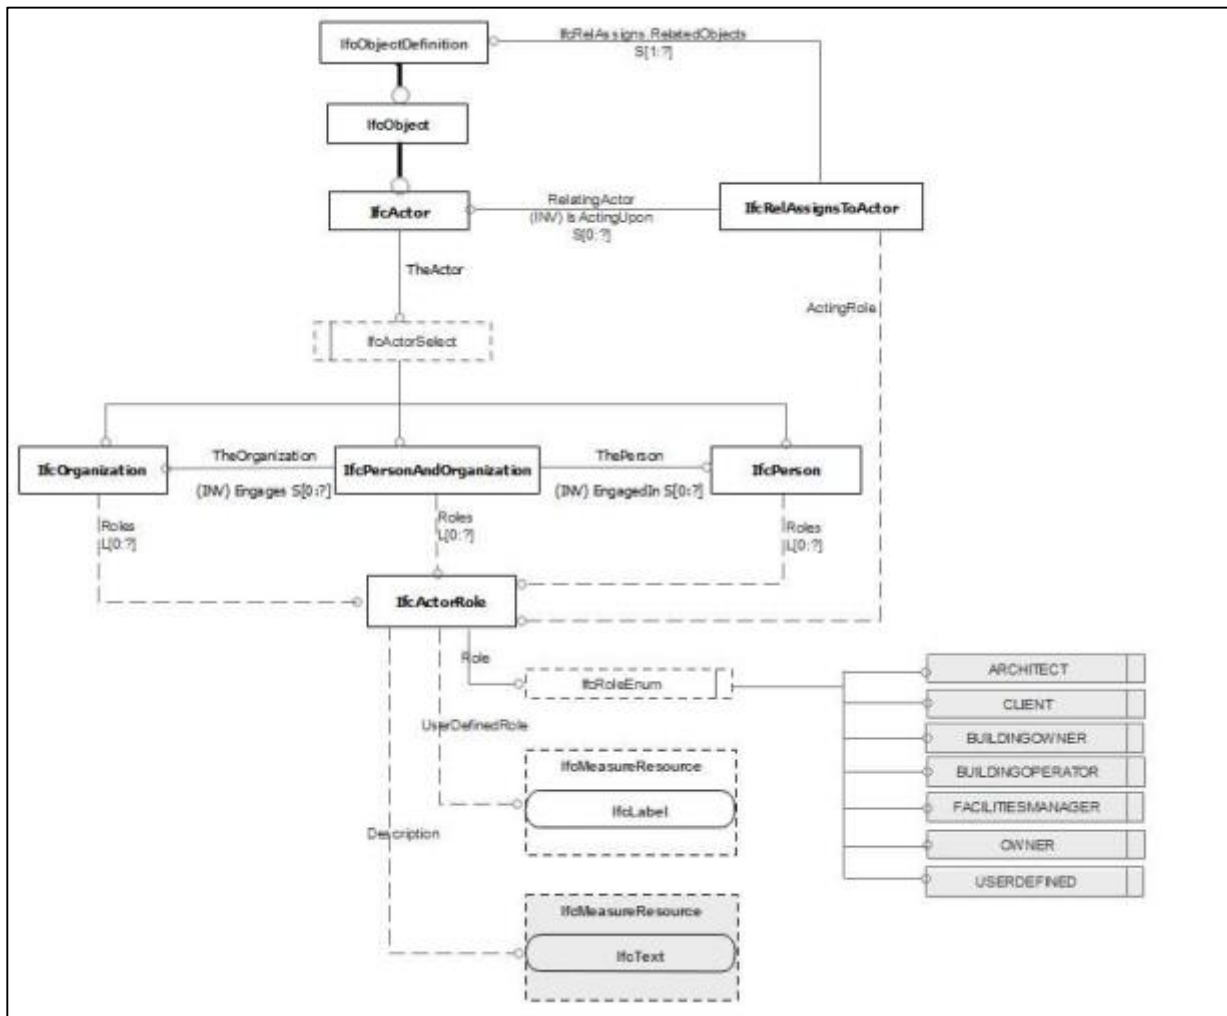 IfcObjectDefinition
IfcRelAssigns.RelatedObjects
S[1:?]
IfcObject
IfcActor
RelatingActor
(INV) Is ActingUpon
S[0:?]
IfcRelAssignsToActor
TheActor
ActingRole
IfcActorSelect
IfcOrganization
TheOrganization
(INV) Engages S[0:?]
IfcPersonAndOrganization
ThePerson
(INV) EngagedIn S[0:?]
IfcPerson
Roles
L[0:?]
Roles
L[0:?]
Roles
L[0:?]
IfcActorRole
Role
IfcRoleEnum
ARCHITECT
CLIENT
BUILDINGOWNER
BUILDINGOPERATOR
FACILITIESMANAGER
OWNER
USERDEFINED
UserDefinedRole
IfcMeasureResource
IfcLabel
Description
IfcMeasureResource
IfcText